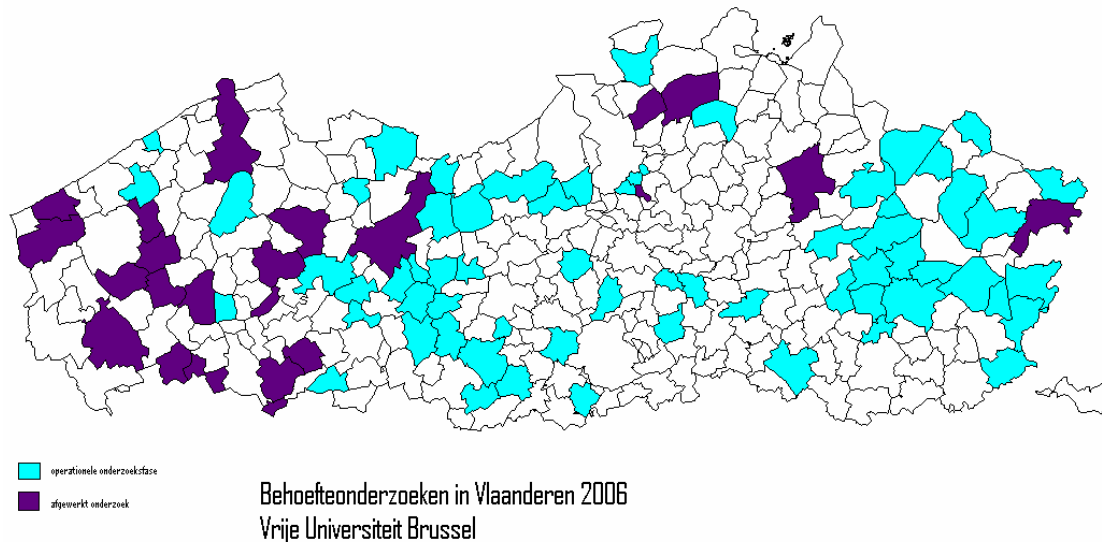 operationele onderzoeksfase
afgewerkt onderzoek
Behoefteonderzoeken in Vlaanderen 2006
Vrije Universiteit Brussel